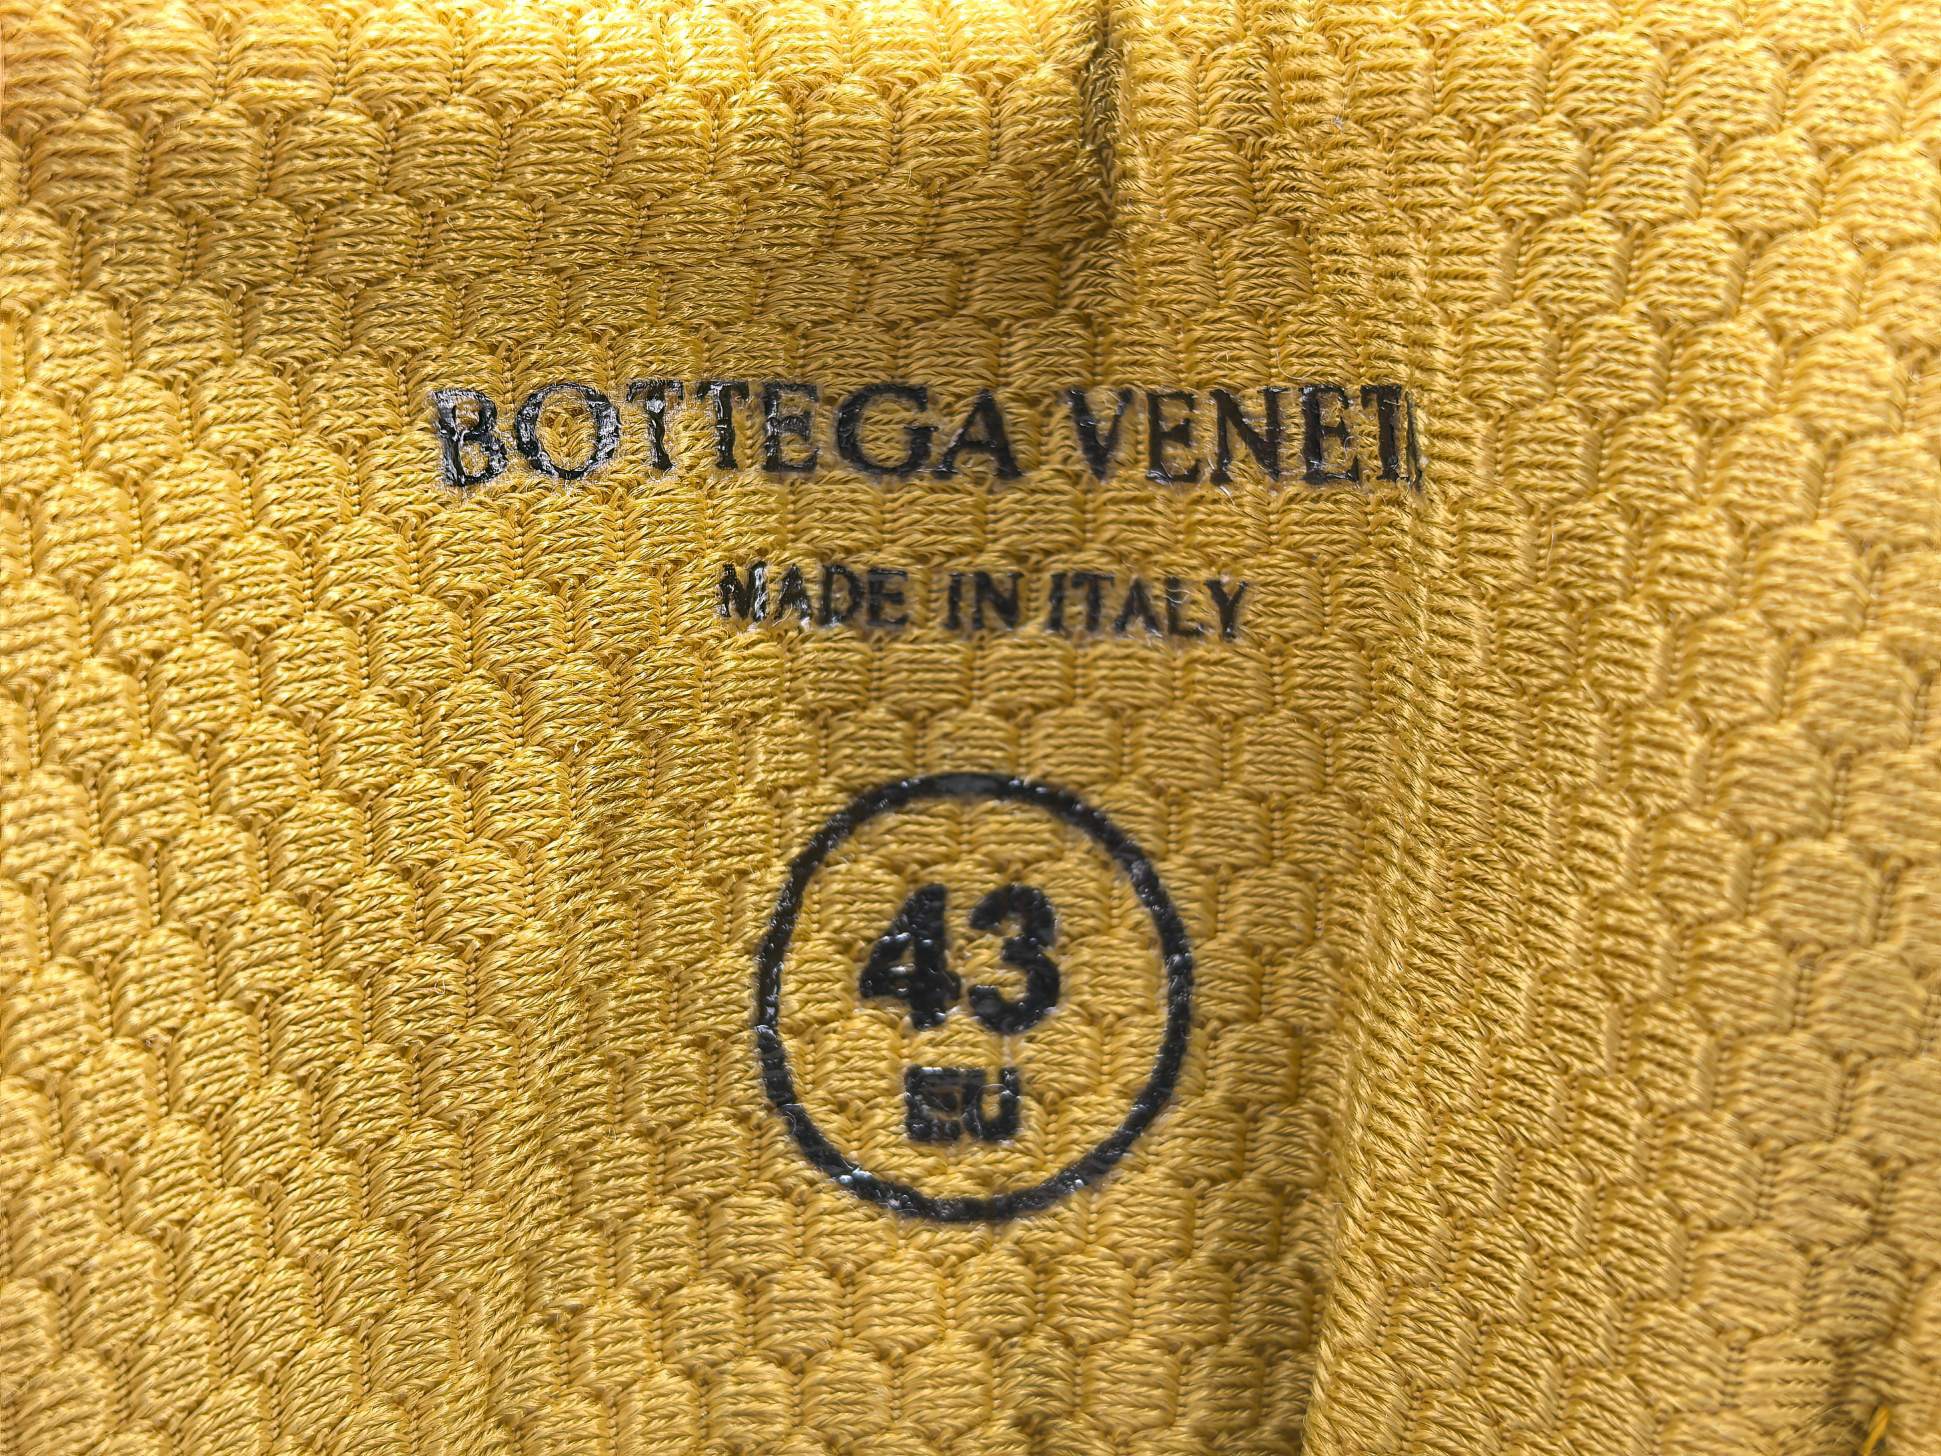 BOTTEGA VENET
MADE IN ITALY
43
EU